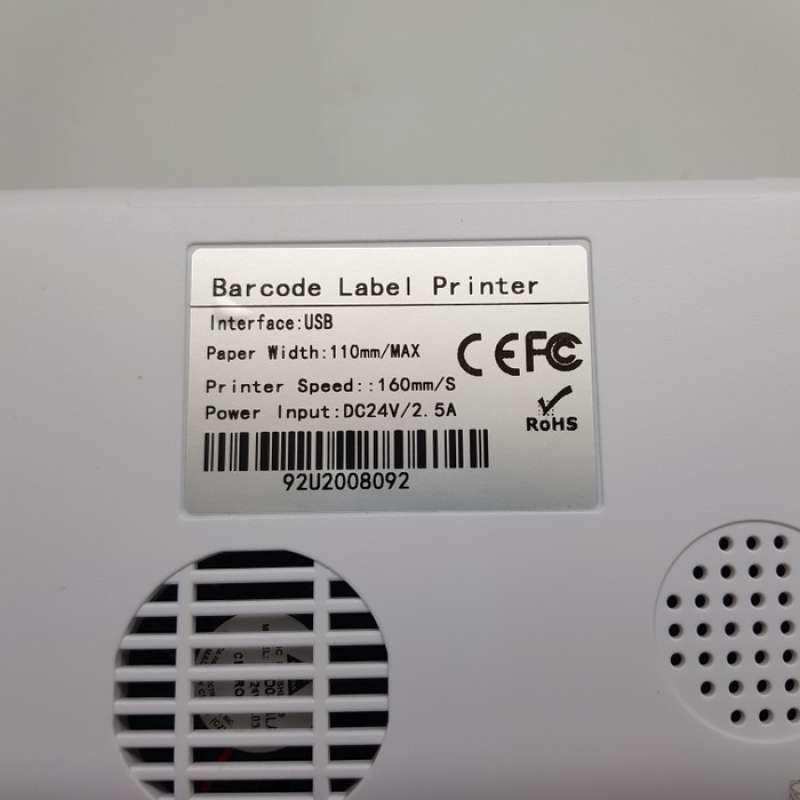 Barcode Label Printer
Interface:USB
Paper Width:110mm/MAX
CE FC
Printer Speed::160mm/S
Power Input:DC24V/2.5A
RoHS
92U2008092